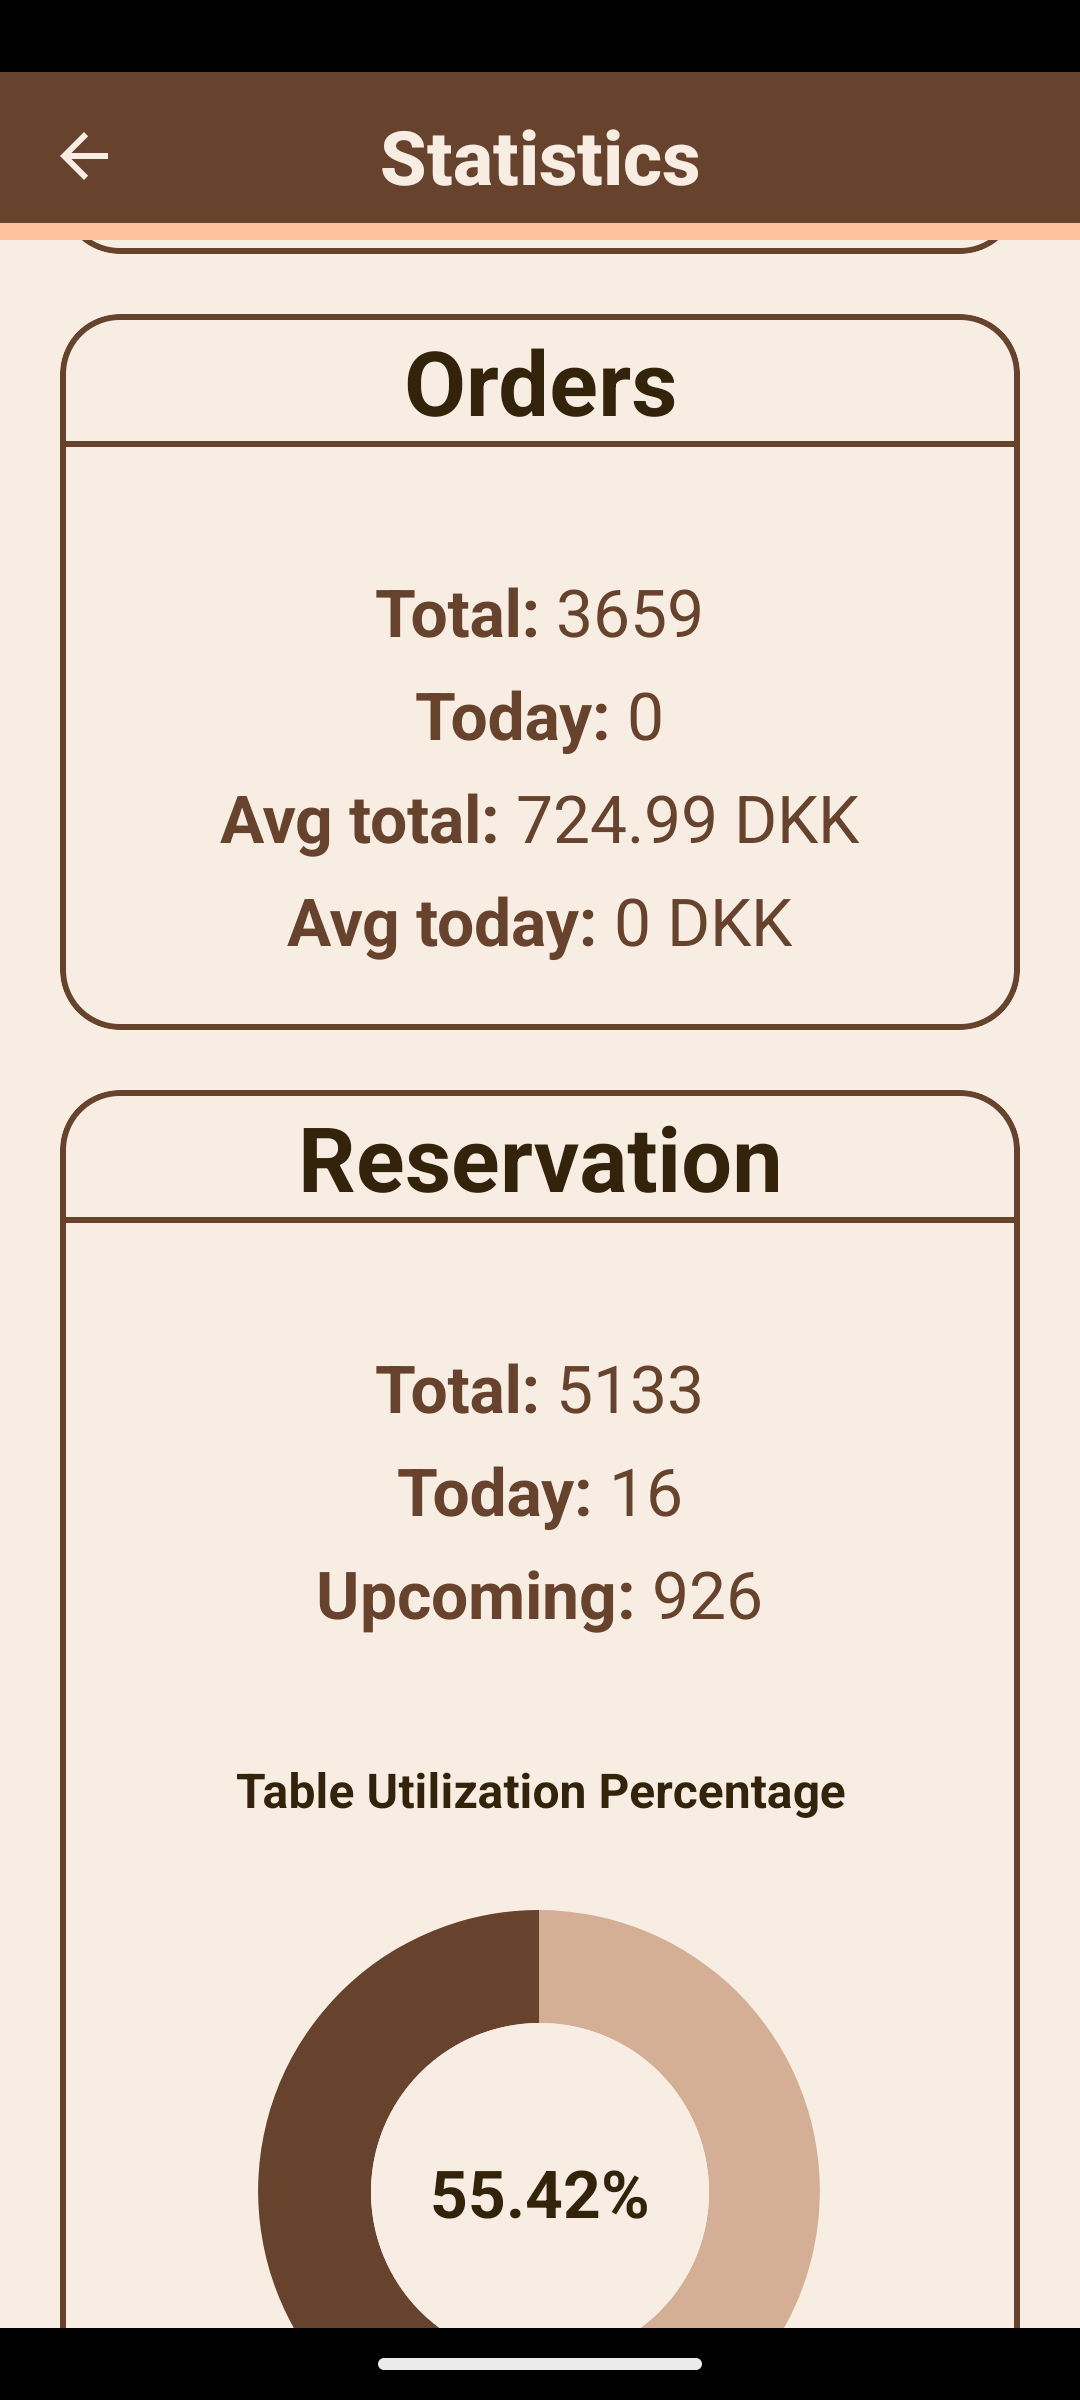 Statistics
Orders
Total: 3659
Today: 0
Avg total: 724.99 DKK
Avg today: 0 DKK
Reservation
Total: 5133
Today: 16
Upcoming: 926
Table Utilization Percentage
55.42%